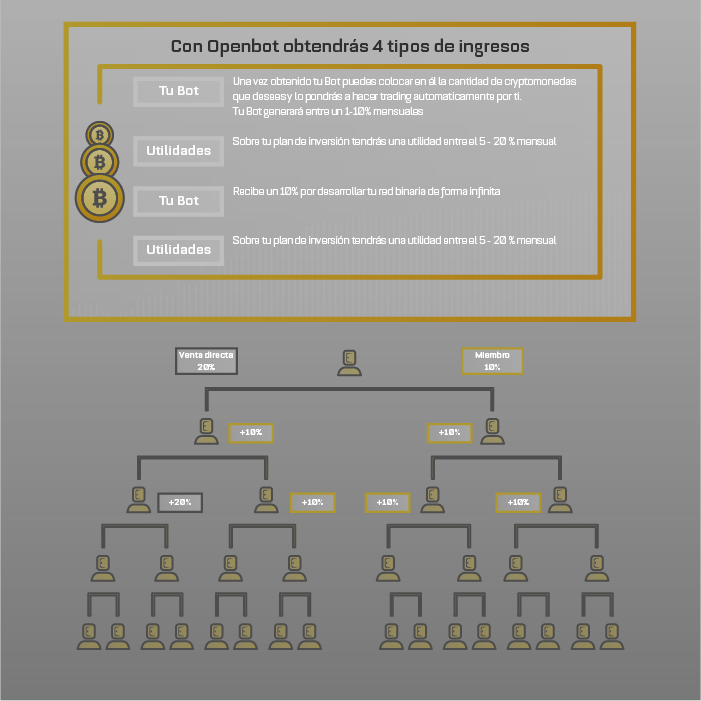 Con Openbot obtendrás 4 tipos de ingresos
Tu Bot
Una vez obtenido tu Bot puedes colocar en él la cantidad de cryptomonedas
que desees y lo pondrás a hacer trading automaticamente por ti.
Tu Bot generará entre un 1-10% mensuales
Utilidades
Sobre tu plan de inversión tendrás una utilidad entre el 5 - 20 % mensual
Tu Bot
Recibe un 10% por desarrollar tu red binaria de forma infinita
Utilidades
Sobre tu plan de inversión tendrás una utilidad entre el 5 - 20 % mensual
Venta directa
20%
Miembro
10%
+10%
+10%
+20%
+10%
+10%
+10%